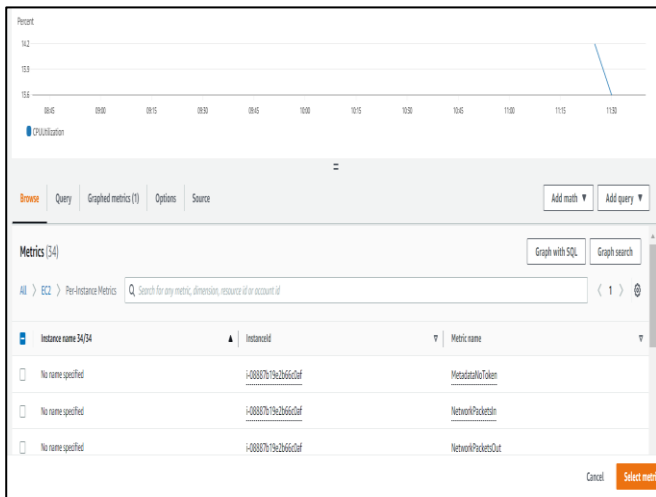 Percent
14.2
13.9
13.6
08:45 09:00 09:15 09:30 09:45 10:00 10:15 10:30 10:45 11:00 11:15 11:30
CPUUtilization
=
Browse Query Graphed metrics (1) Options Source Add math Add query
Metrics (34) Graph with SQL Graph search
All > EC2 > Per-Instance Metrics Search for any metric, dimension, resource id or account id < 1 >
Instance name 34/34 InstanceId Metric name
No name specified i-08887b19e2b66c0af MetadataNoToken
No name specified i-08887b19e2b66c0af NetworkPacketsIn
No name specified i-08887b19e2b66c0af NetworkPacketsOut
Cancel Select metri